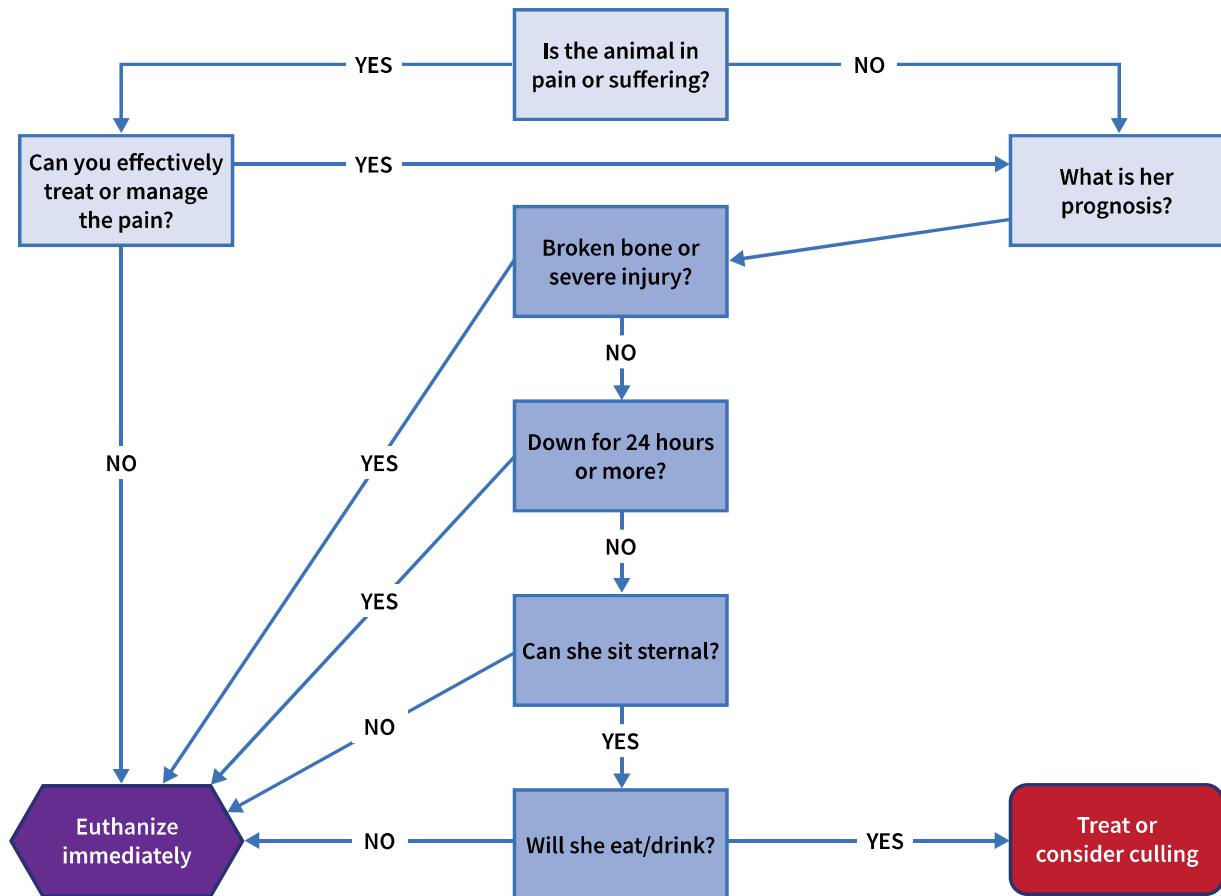 Is the animal in
pain or suffering?
YES
NO
Can you effectively
treat or manage
the pain?
YES
What is her
prognosis?
Broken bone or
severe injury?
NO
Down for 24 hours
or more?
NO
YES
NO
YES
Can she sit sternal?
NO
YES
Euthanize
immediately
NO
Will she eat/drink?
YES
Treat or
consider culling